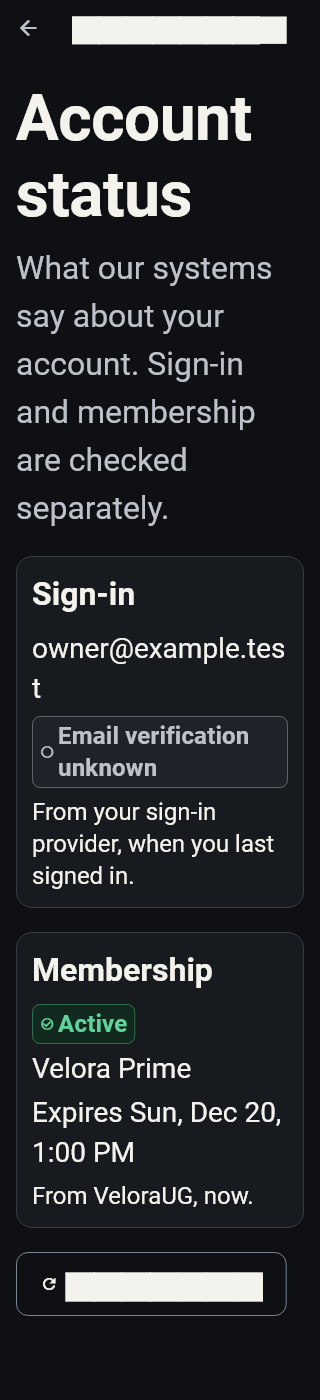 Account
status
What our systems
say about your
account. Sign-in
and membership
are checked
separately.
Sign-in
owner@example.tes
t
Email verification
unknown
From your sign-in
provider, when you last
signed in.
Membership
Active
Velora Prime
Expires Sun, Dec 20,
1:00 PM
From VeloraUG, now.